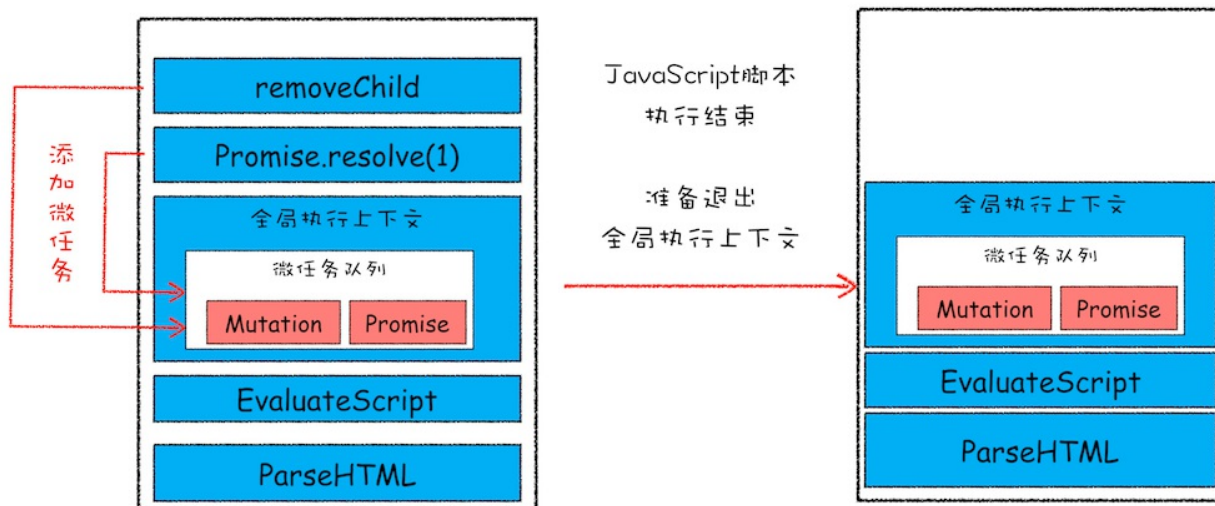 removeChild
Promise.resolve(1)
添加微任务
全局执行上下文
微任务队列
Mutation
Promise
EvaluateScript
ParseHTML
JavaScript脚本
执行结束
准备退出
全局执行上下文
全局执行上下文
微任务队列
Mutation
Promise
EvaluateScript
ParseHTML